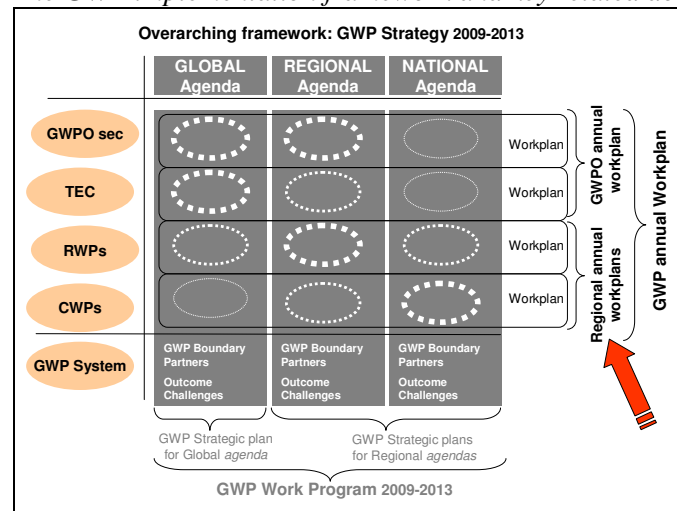 Overarching framework: GWP Strategy 2009-2013
GLOBAL
Agenda
REGIONAL
Agenda
NATIONAL
Agenda
GWPO sec
Workplan
TEC
Workplan
RWPs
Workplan
CWPs
Workplan
GWPO annual
workplan
Regional annual
workplans
GWP annual Workplan
GWP System
GWP Boundary
Partners
Outcome
Challenges
GWP Boundary
Partners
Outcome
Challenges
GWP Boundary
Partners
Outcome
Challenges
GWP Strategic plan
for Global agenda
GWP Strategic plans
for Regional agendas
GWP Work Program 2009-2013